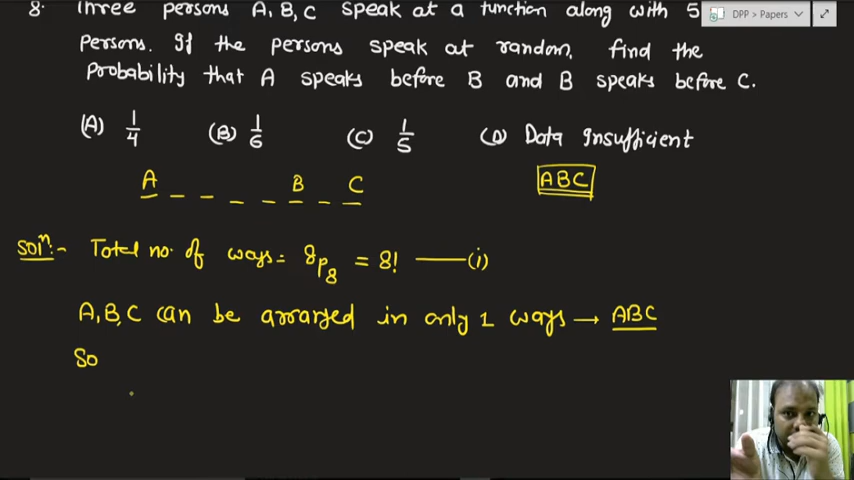 8. Three persons A, B, C speak at a function along with 5
DPP > Papers
persons. If the persons speak at random, find the
Probability that A speaks before B and B speaks before C.
(A) 1/4 (B) 1/6 (C) 1/5 (D) Data Insufficient
A _ _ _ _ B _ C
ABC
Solⁿ:- Total no. of ways = 8p8 = 8! —— (i)
A, B, C can be arranged in only 1 ways → ABC
So